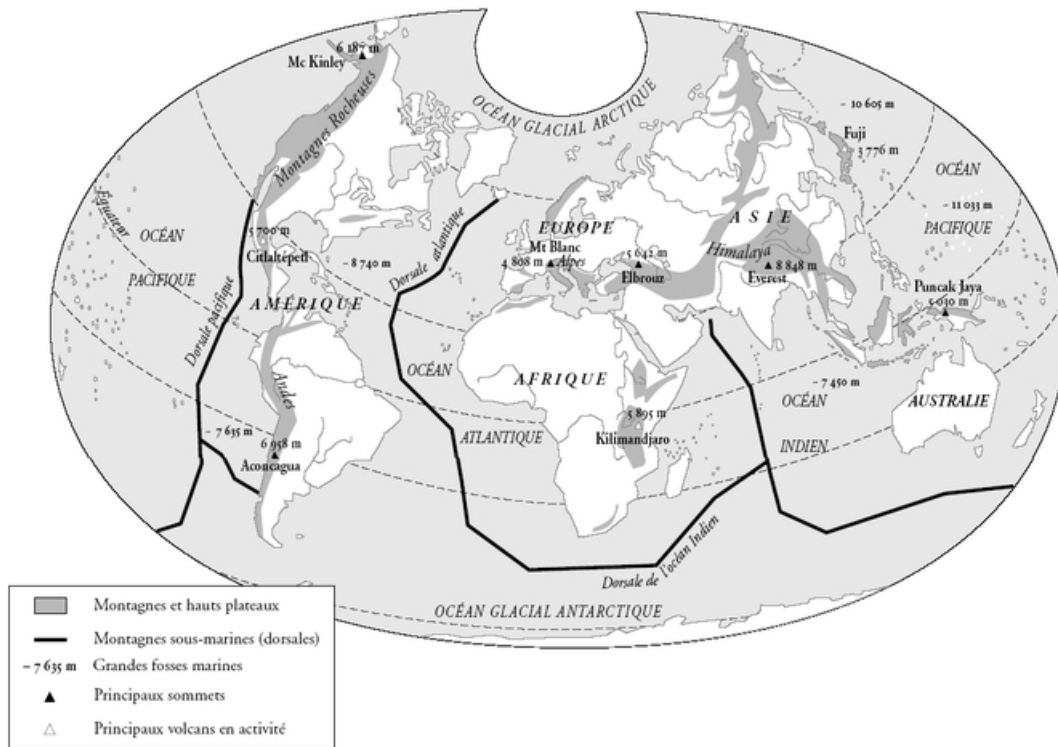 6 187 m
Mc Kinley
Montagnes Rocheuses
OCÉAN GLACIAL ARCTIQUE
– 10 605 m
Fuji
3 776 m
OCÉAN
PACIFIQUE
– 11 033 m
Équateur
OCÉAN
PACIFIQUE
Dorsale pacifique
5 700 m
Citlaltépetl
– 8 740 m
AMÉRIQUE
Dorsale atlantique
EUROPE
Mt Blanc
4 808 m
Alpes
5 642 m
Elbrouz
ASIE
Himalaya
8 848 m
Everest
Puncak Jaya
5 030 m
Andes
OCÉAN
ATLANTIQUE
AFRIQUE
5 895 m
Kilimandjaro
– 7 450 m
OCÉAN
INDIEN
AUSTRALIE
– 7 635 m
6 958 m
Aconcagua
Dorsale de
l'océan Indien
OCÉAN GLACIAL ANTARCTIQUE
Montagnes et hauts plateaux
Montagnes sous-marines (dorsales)
– 7 635 m Grandes fosses marines
Principaux sommets
Principaux volcans en activité